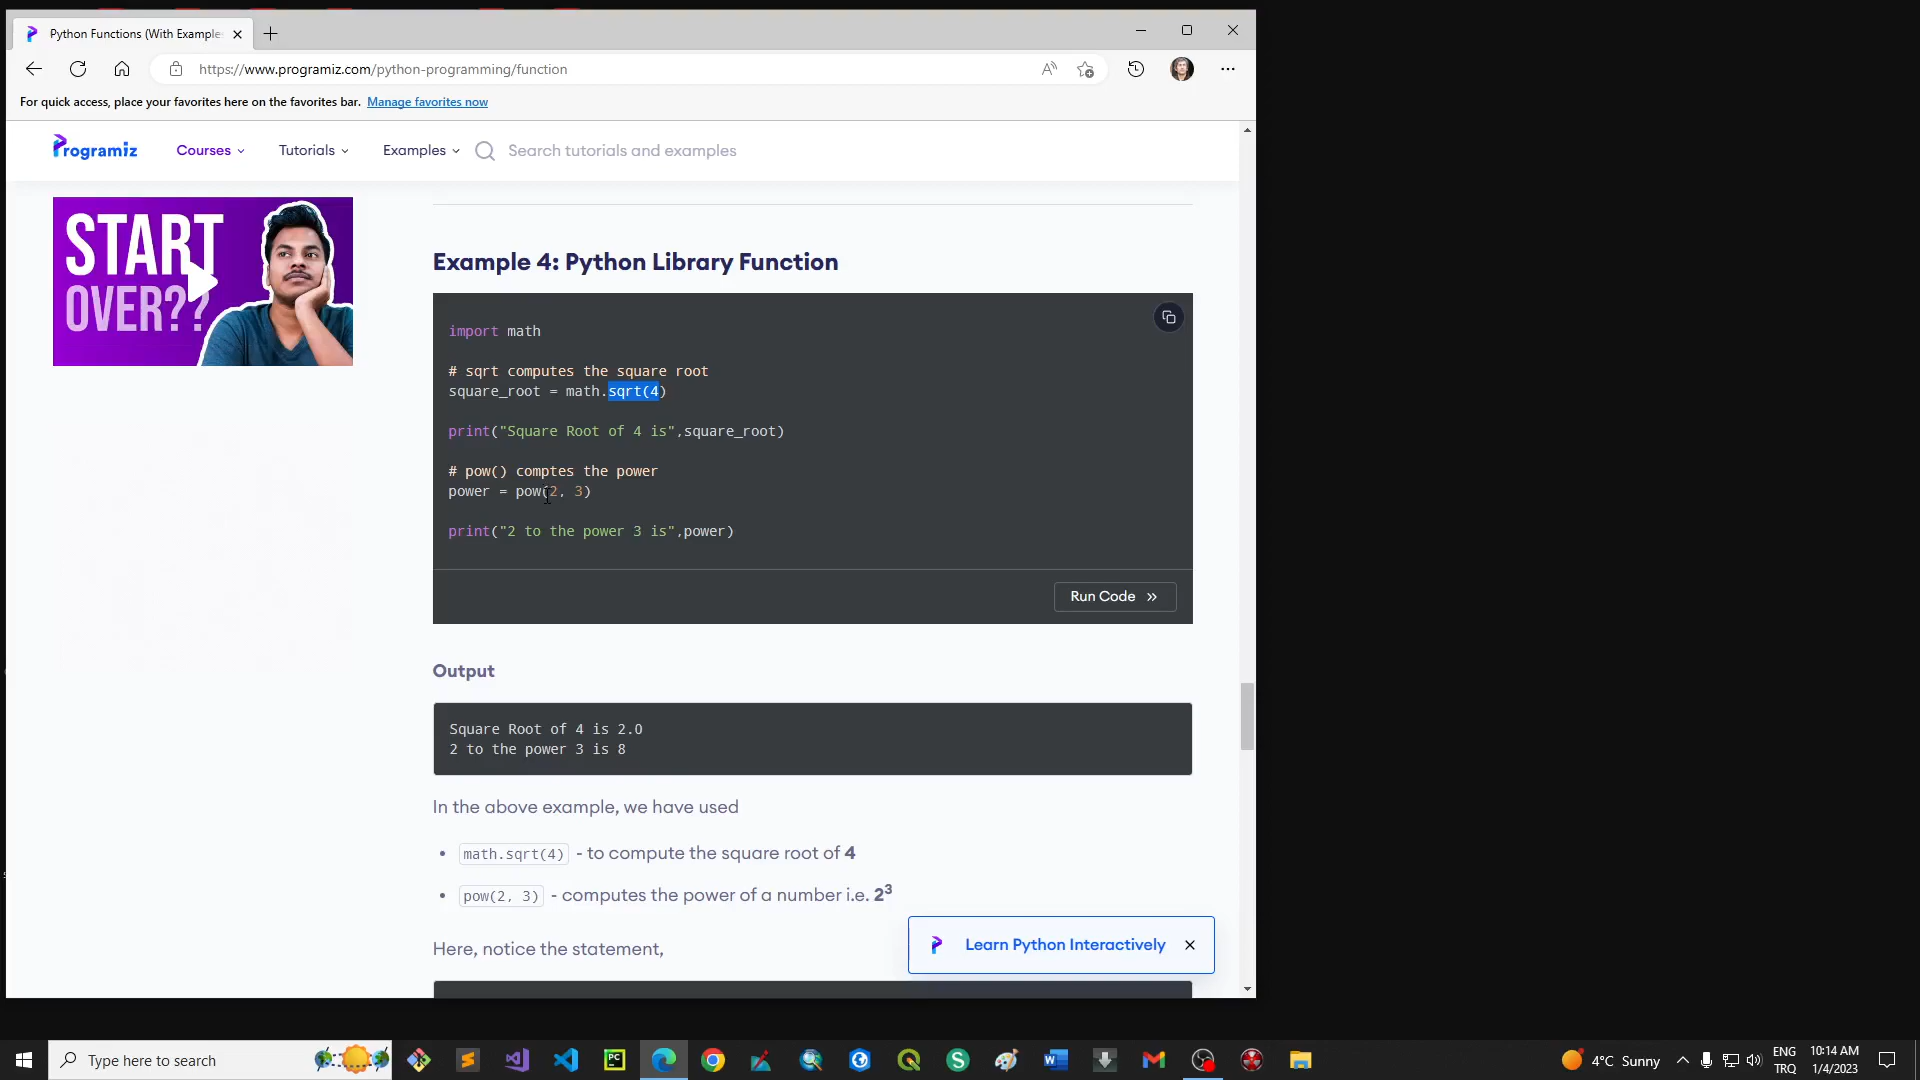 Python Functions (With Example
https://www.programiz.com/python-programming/function
For quick access, place your favorites here on the favorites bar. Manage favorites now
Programiz Courses Tutorials Examples Search tutorials and examples
START
OVER??
Example 4: Python Library Function
import math
# sqrt computes the square root
square_root = math.sqrt(4)
print("Square Root of 4 is",square_root)
# pow() comptes the power
power = pow(2, 3)
print("2 to the power 3 is",power)
Run Code
Output
Square Root of 4 is 2.0
2 to the power 3 is 8
In the above example, we have used
• math.sqrt(4) - to compute the square root of 4
• pow(2, 3) - computes the power of a number i.e. 2³
Here, notice the statement,
Learn Python Interactively
Type here to search
PC
W
S
4°C Sunny
ENG
TRQ
10:14 AM
1/4/2023